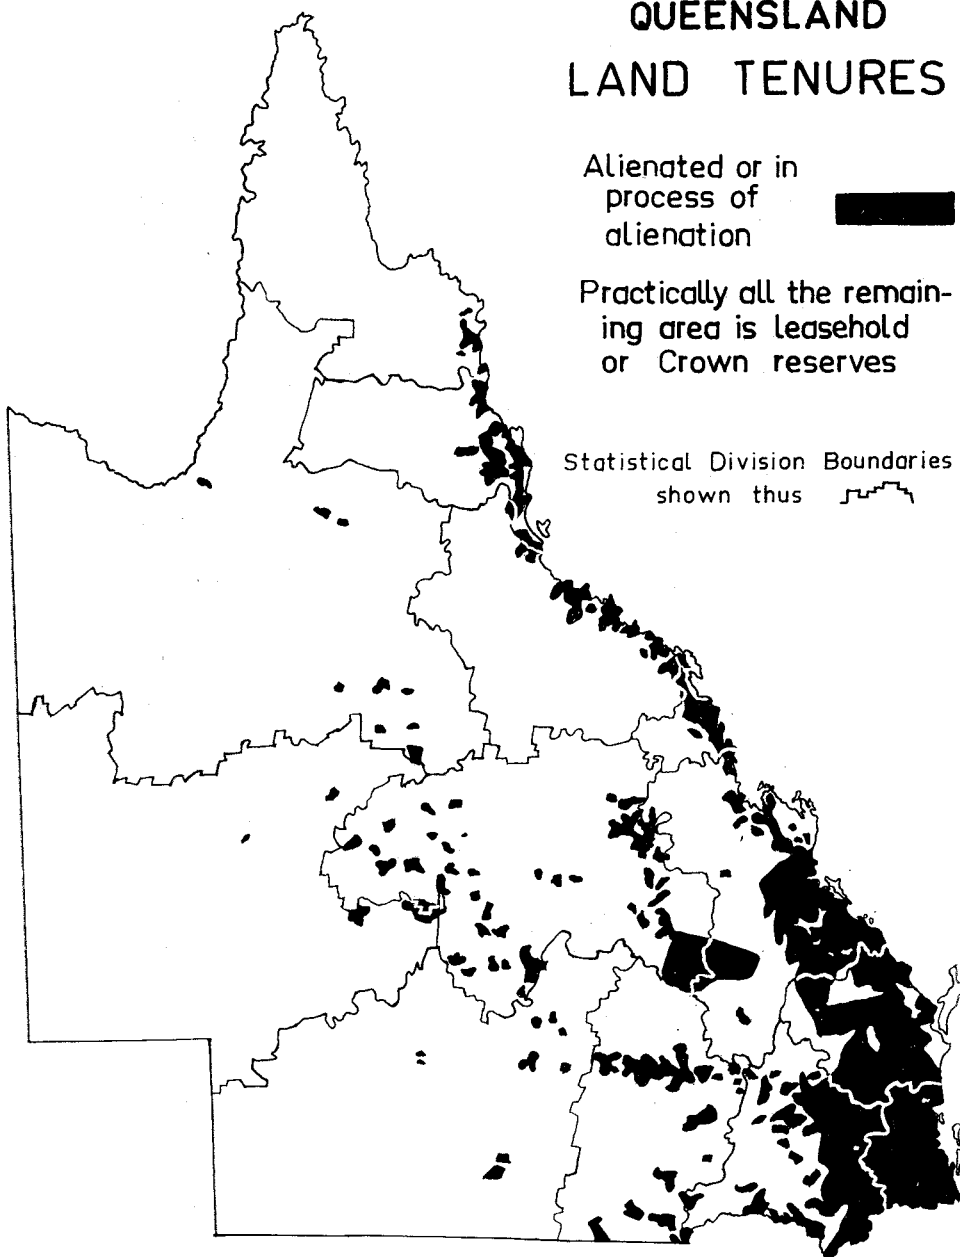 QUEENSLAND
LAND TENURES
Alienated or in
process of
alienation
Practically all the remain-
ing area is leasehold
or Crown reserves
Statistical Division Boundaries
shown thus